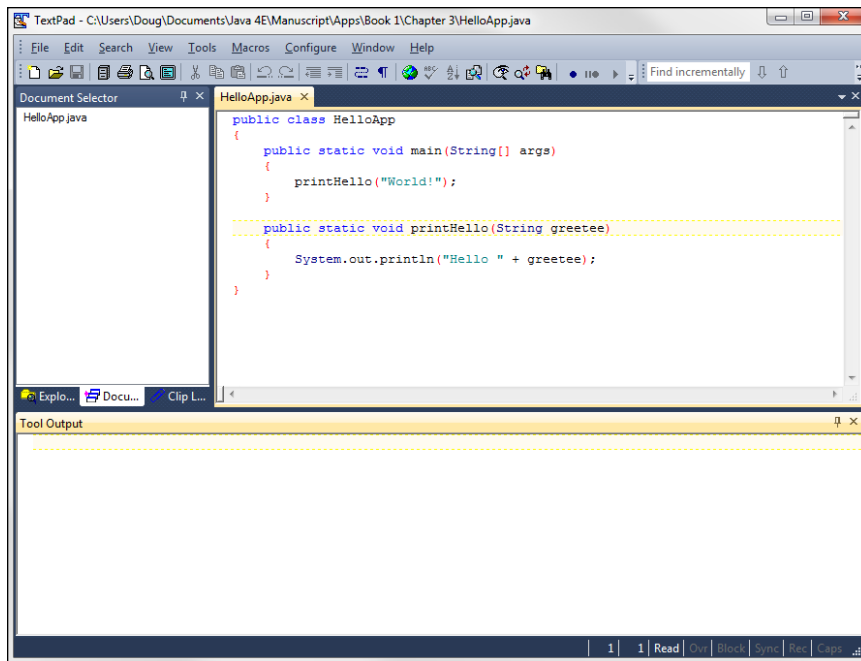 TextPad - C:\Users\Doug\Documents\Java 4E\Manuscript\Apps\Book 1\Chapter 3\HelloApp.java
File Edit Search View Tools Macros Configure Window Help
Find incrementally
Document Selector
HelloApp.java
HelloApp.java
public class HelloApp
{
    public static void main(String[] args)
    {
        printHello("World!");
    }
    public static void printHello(String greetee)
    {
        System.out.println("Hello " + greetee);
    }
}
Explo... Docu... Clip L...
Tool Output
1 1 Read Ovr Block Sync Rec Caps